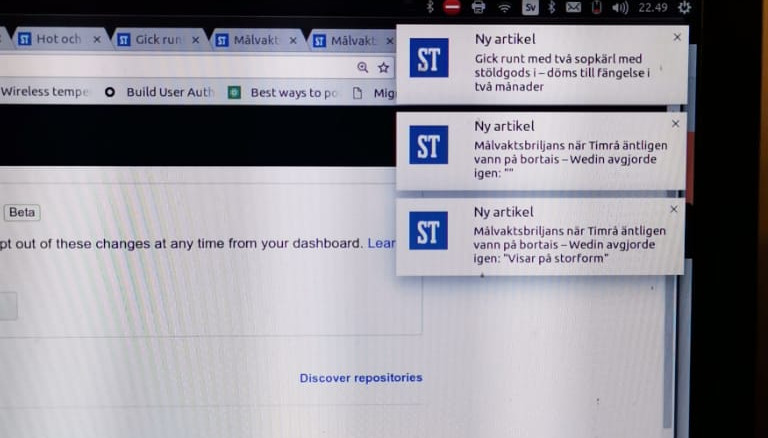 Sv
22.49
ST Hot och
ST Gick run
ST Målvakt
ST Målvakt
Wireless tempe
Build User Auth
Best ways to po
Mig
ST
Ny artikel
Gick runt med två sopkärl med
stöldgods i – döms till fängelse i
två månader
ST
Ny artikel
Målvaktsbriljans när Timrå äntligen
vann på bortais – Wedin avgjorde
igen: ""
ST
Ny artikel
Målvaktsbriljans när Timrå äntligen
vann på bortais – Wedin avgjorde
igen: "Visar på storform"
Beta
pt out of these changes at any time from your dashboard. Lear
Discover repositories